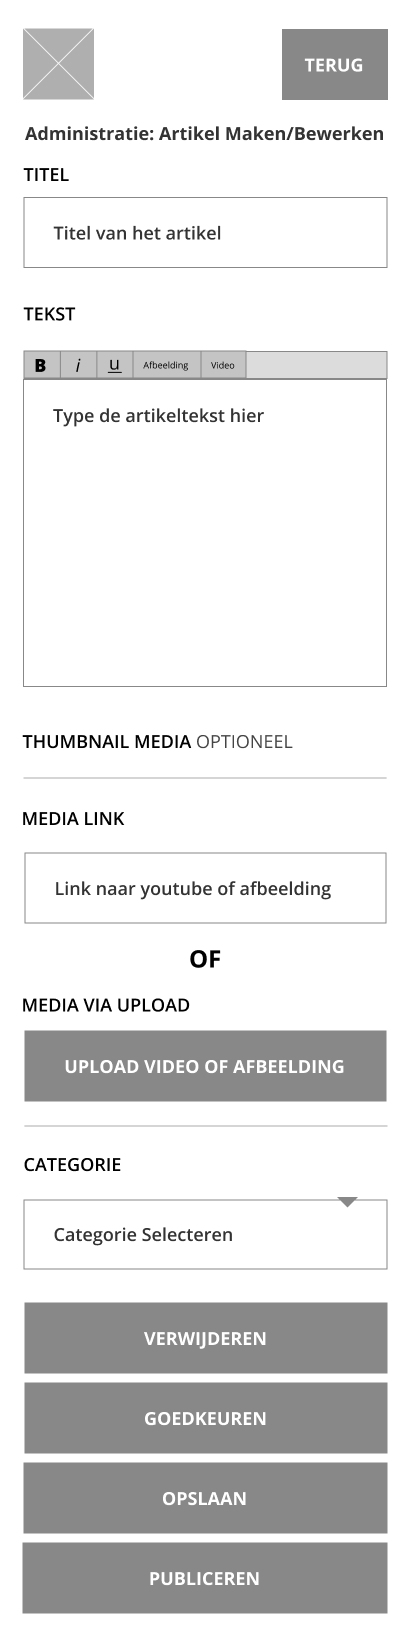 TERUG
Administratie: Artikel Maken/Bewerken
TITEL
Titel van het artikel
TEKST
B i u Afbeelding Video
Type de artikeltekst hier
THUMBNAIL MEDIA OPTIONEEL
MEDIA LINK
Link naar youtube of afbeelding
OF
MEDIA VIA UPLOAD
UPLOAD VIDEO OF AFBEELDING
CATEGORIE
Categorie Selecteren
VERWIJDEREN
GOEDKEUREN
OPSLAAN
PUBLICEREN